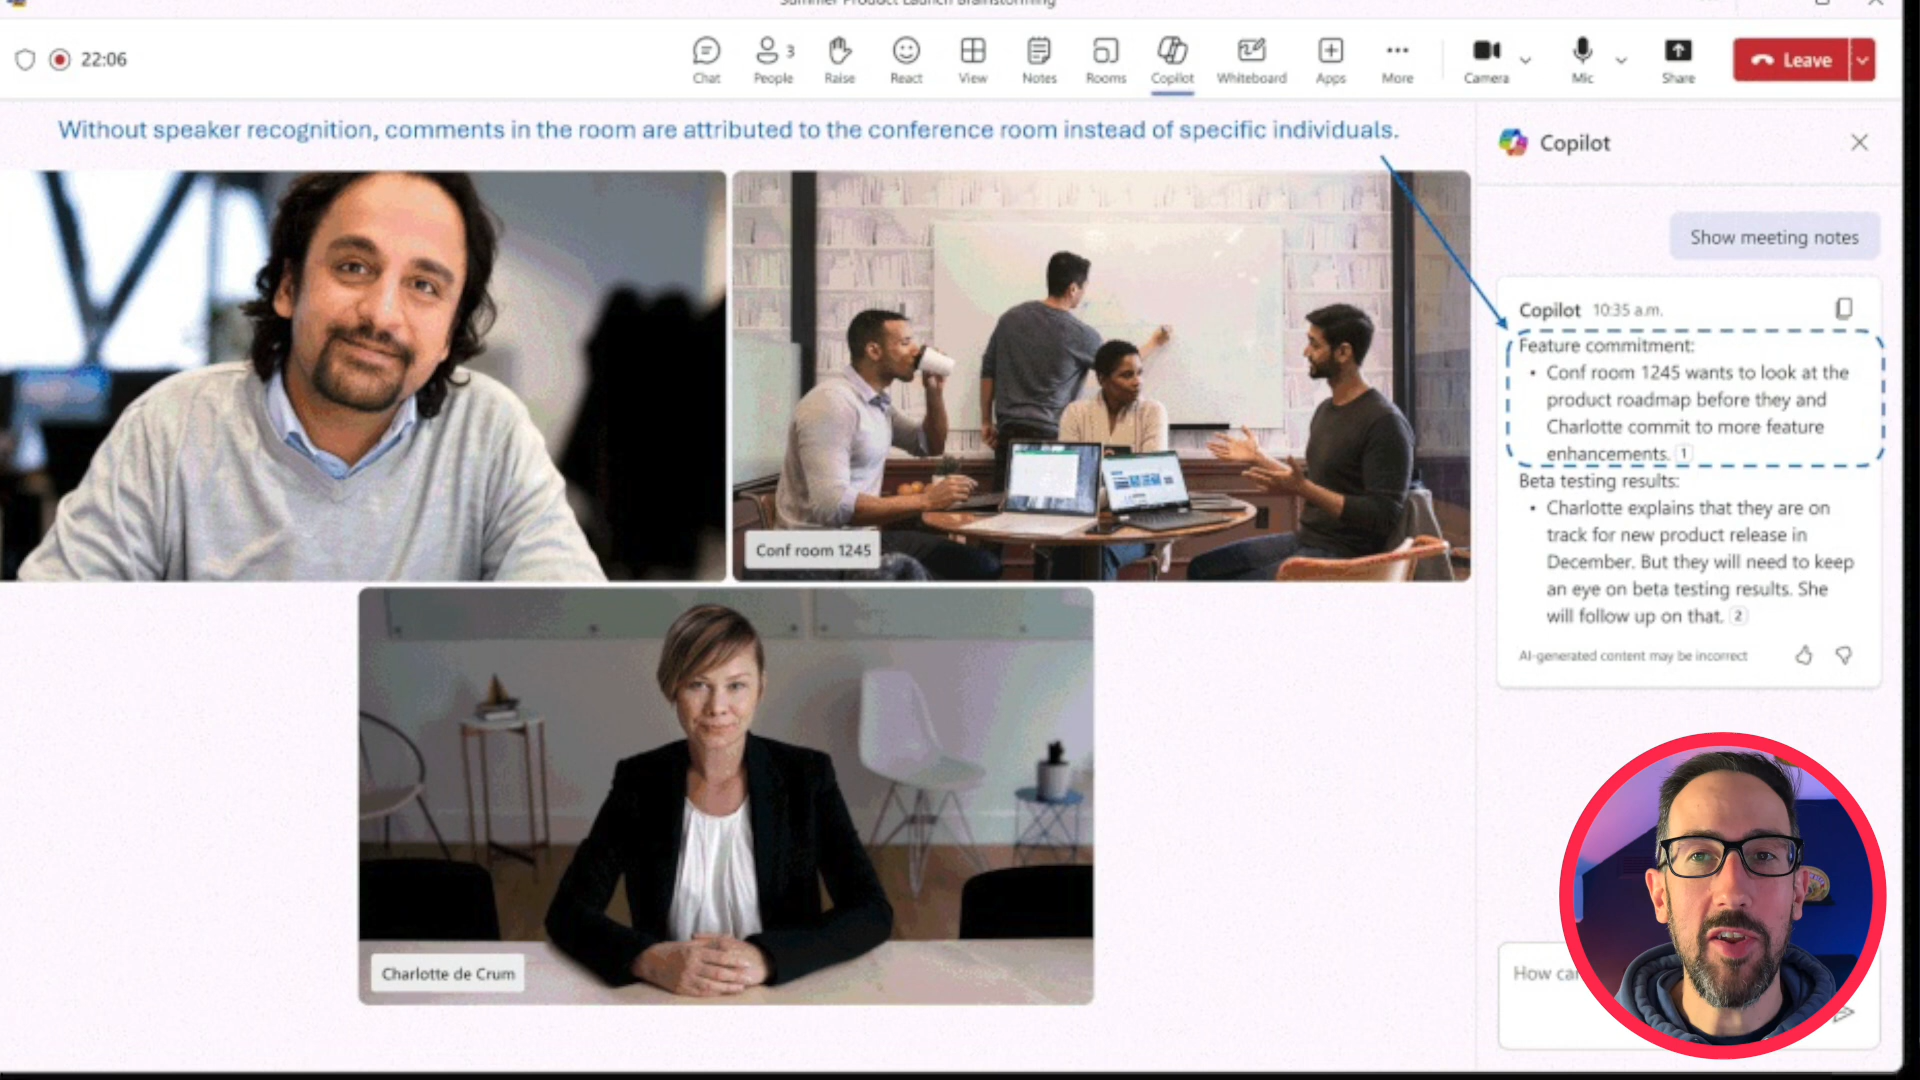 Summer Product Launch Brainstorming
22:06
Chat
People
3
Raise
React
View
Notes
Rooms
Copilot
Whiteboard
Apps
More
Camera
Mic
Share
Leave
Without speaker recognition, comments in the room are attributed to the conference room instead of specific individuals.
Copilot
Show meeting notes
Copilot 10:35 a.m.
Feature commitment:
• Conf room 1245 wants to look at the
product roadmap before they and
Charlotte commit to more feature
enhancements. 1
Beta testing results:
• Charlotte explains that they are on
track for new product release in
December. But they will need to keep
an eye on beta testing results. She
will follow up on that. 2
AI-generated content may be incorrect
Conf room 1245
Charlotte de Crum
How